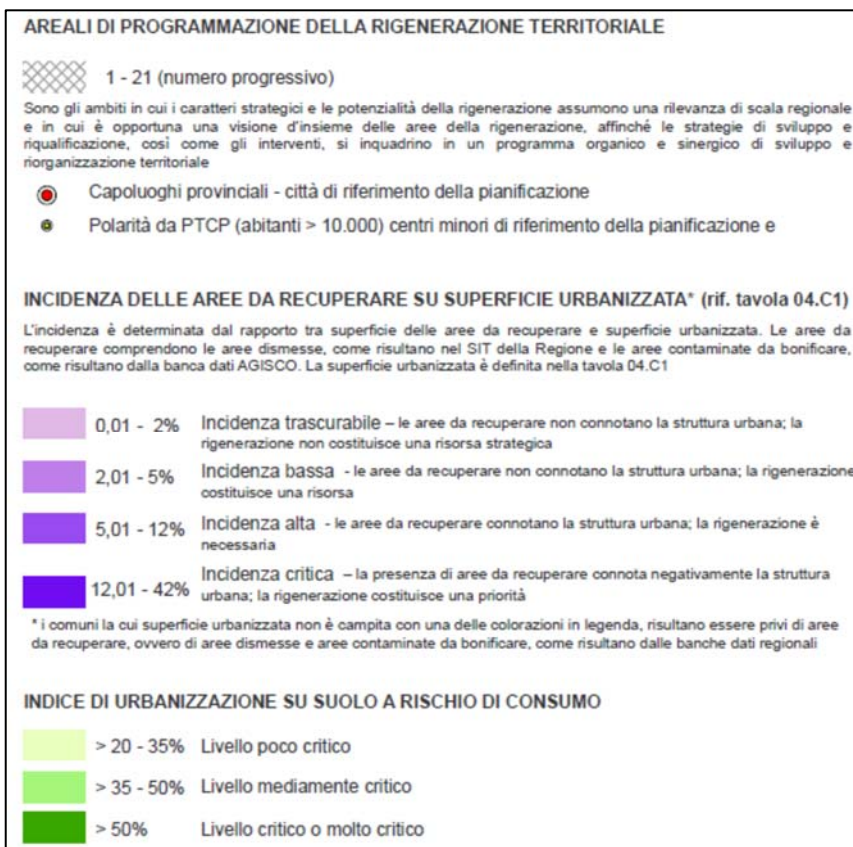 AREALI DI PROGRAMMAZIONE DELLA RIGENERAZIONE TERRITORIALE
1 - 21 (numero progressivo)
Sono gli ambiti in cui i caratteri strategici e le potenzialità della rigenerazione assumono una rilevanza di scala regionale
e in cui è opportuna una visione d'insieme delle aree della rigenerazione, affinché le strategie di sviluppo e
riqualificazione, così come gli interventi, si inquadrino in un programma organico e sinergico di sviluppo e
riorganizzazione territoriale
Capoluoghi provinciali - città di riferimento della pianificazione
Polarità da PTCP (abitanti > 10.000) centri minori di riferimento della pianificazione e
INCIDENZA DELLE AREE DA RECUPERARE SU SUPERFICIE URBANIZZATA* (rif. tavola 04.C1)
L'incidenza è determinata dal rapporto tra superficie delle aree da recuperare e superficie urbanizzata. Le aree da
recuperare comprendono le aree dismesse, come risultano nel SIT della Regione e le aree contaminate da bonificare,
come risultano dalla banca dati AGISCO. La superficie urbanizzata è definita nella tavola 04.C1
0,01 - 2% Incidenza trascurabile – le aree da recuperare non connotano la struttura urbana; la
rigenerazione non costituisce una risorsa strategica
2,01 - 5% Incidenza bassa - le aree da recuperare non connotano la struttura urbana; la rigenerazione
costituisce una risorsa
5,01 - 12% Incidenza alta - le aree da recuperare connotano la struttura urbana; la rigenerazione è
necessaria
12,01 - 42% Incidenza critica – la presenza di aree da recuperare connota negativamente la struttura
urbana; la rigenerazione costituisce una priorità
* i comuni la cui superficie urbanizzata non è campita con una delle colorazioni in legenda, risultano essere privi di aree
da recuperare, ovvero di aree dismesse e aree contaminate da bonificare, come risultano dalle banche dati regionali
INDICE DI URBANIZZAZIONE SU SUOLO A RISCHIO DI CONSUMO
> 20 - 35% Livello poco critico
> 35 - 50% Livello mediamente critico
> 50% Livello critico o molto critico